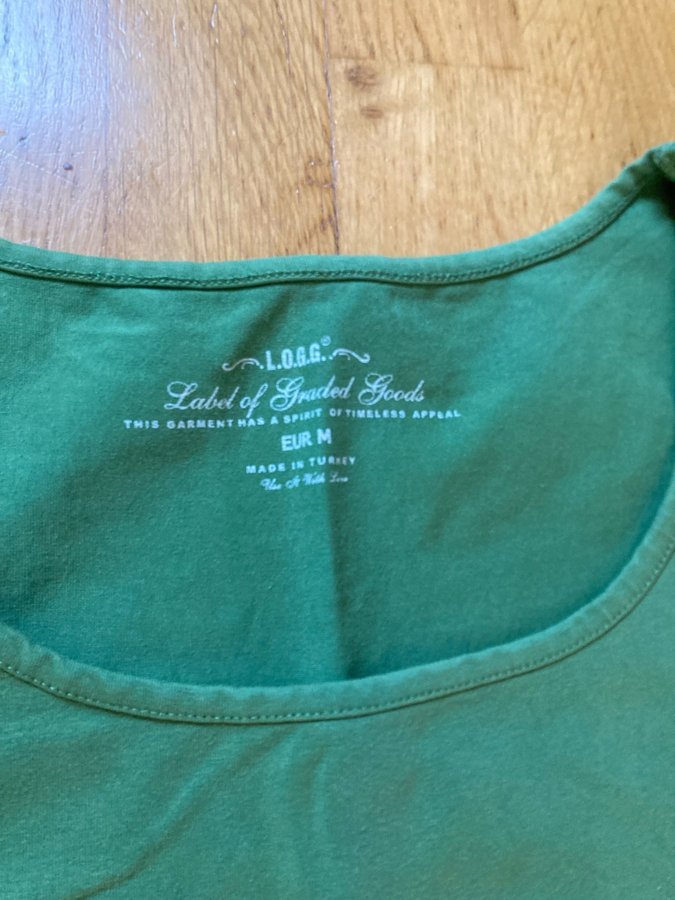 L.O.G.G.®
Label of Graded Goods
THIS GARMENT HAS A SPIRIT OF TIMELESS APPEAL
EUR M
MADE IN TURKEY
Use It With Love